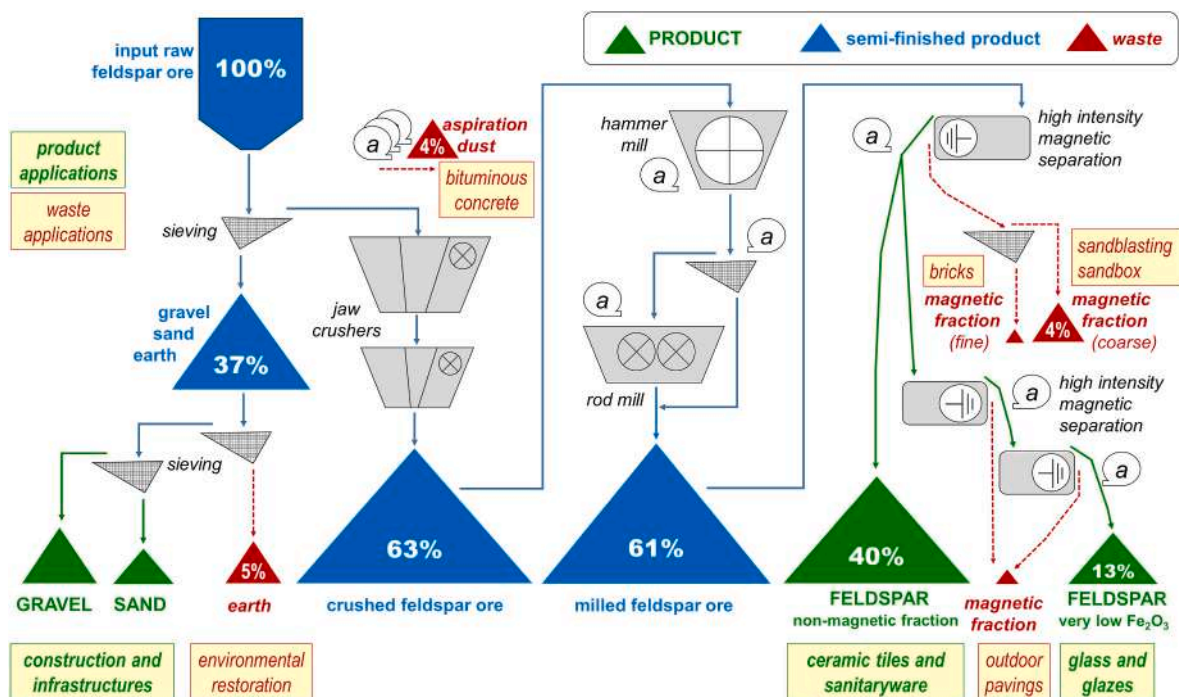 PRODUCT
semi-finished product
waste
input raw
feldspar ore
100%
product
applications
waste
applications
sieving
a
4%
aspiration
dust
bituminous
concrete
jaw
crushers
gravel
sand
earth
37%
sieving
GRAVEL
SAND
5%
earth
construction and
infrastructures
environmental
restoration
63%
crushed feldspar ore
hammer
mill
a
a
a
rod mill
61%
milled feldspar ore
a
high intensity
magnetic
separation
bricks
magnetic
fraction
(fine)
sandblasting
sandbox
4%
magnetic
fraction
(coarse)
a
high intensity
magnetic
separation
a
40%
FELDSPAR
non-magnetic fraction
magnetic
fraction
13%
FELDSPAR
very low Fe₂O₃
ceramic tiles and
sanitaryware
outdoor
pavings
glass and
glazes